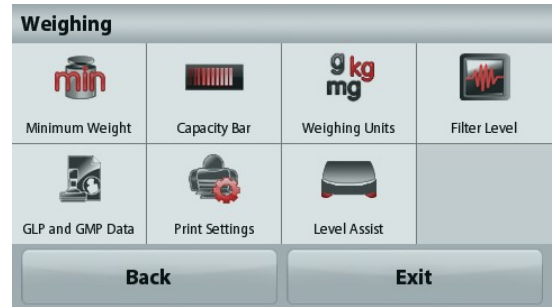 Weighing
min
g kg
mg
Minimum Weight
Capacity Bar
Weighing Units
Filter Level
GLP and GMP Data
Print Settings
Level Assist
Back
Exit